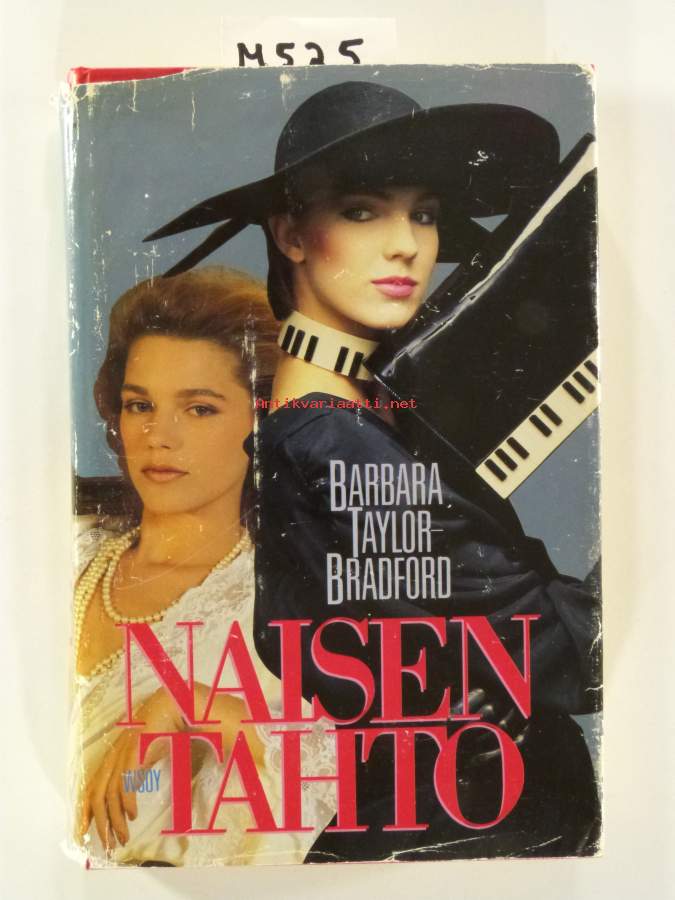 M525
Antikvariaatti.net
BARBARA
TAYLOR-
BRADFORD
NAISEN
TAHTO
WSOY